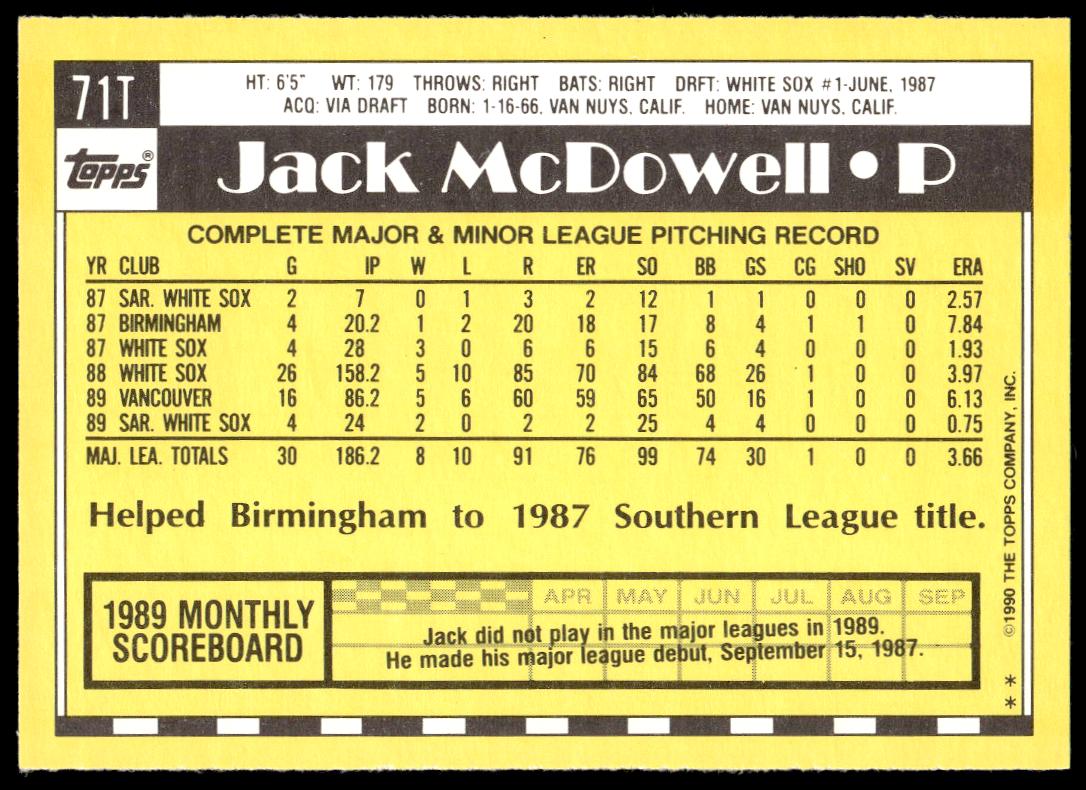 71T
HT: 6'5" WT: 179 THROWS: RIGHT BATS: RIGHT DRFT: WHITE SOX #1-JUNE, 1987
ACQ: VIA DRAFT BORN: 1-16-66, VAN NUYS, CALIF. HOME: VAN NUYS, CALIF.
topps®
Jack McDowell • P
COMPLETE MAJOR & MINOR LEAGUE PITCHING RECORD
YR CLUB G IP W L R ER SO BB GS CG SHO SV ERA
87 SAR. WHITE SOX 2 7 0 1 3 2 12 1 1 0 0 0 2.57
87 BIRMINGHAM 4 20.2 1 2 20 18 17 8 4 1 1 0 7.84
87 WHITE SOX 4 28 3 0 6 6 15 6 4 0 0 0 1.93
88 WHITE SOX 26 158.2 5 10 85 70 84 68 26 1 0 0 3.97
89 VANCOUVER 16 86.2 5 6 60 59 65 50 16 1 0 0 6.13
89 SAR. WHITE SOX 4 24 2 0 2 2 25 4 4 0 0 0 0.75
MAJ. LEA. TOTALS 30 186.2 8 10 91 76 99 74 30 1 0 0 3.66
Helped Birmingham to 1987 Southern League title.
1989 MONTHLY
SCOREBOARD
APR MAY JUN JUL AUG SEP
Jack did not play in the major leagues in 1989.
He made his major league debut, September 15, 1987.
©1990 THE TOPPS COMPANY, INC.
* *